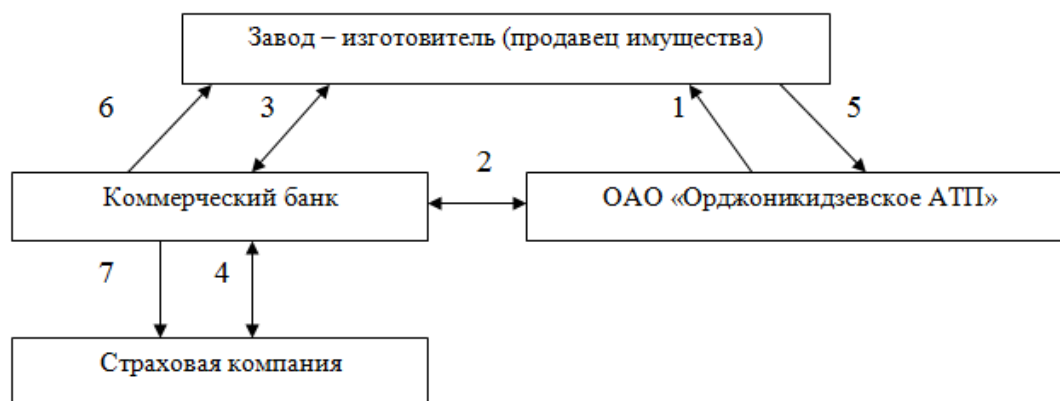 Завод – изготовитель (продавец имущества)
6
3
1
5
2
Коммерческий банк
ОАО «Орджоникидзевское АТП»
7
4
Страховая компания